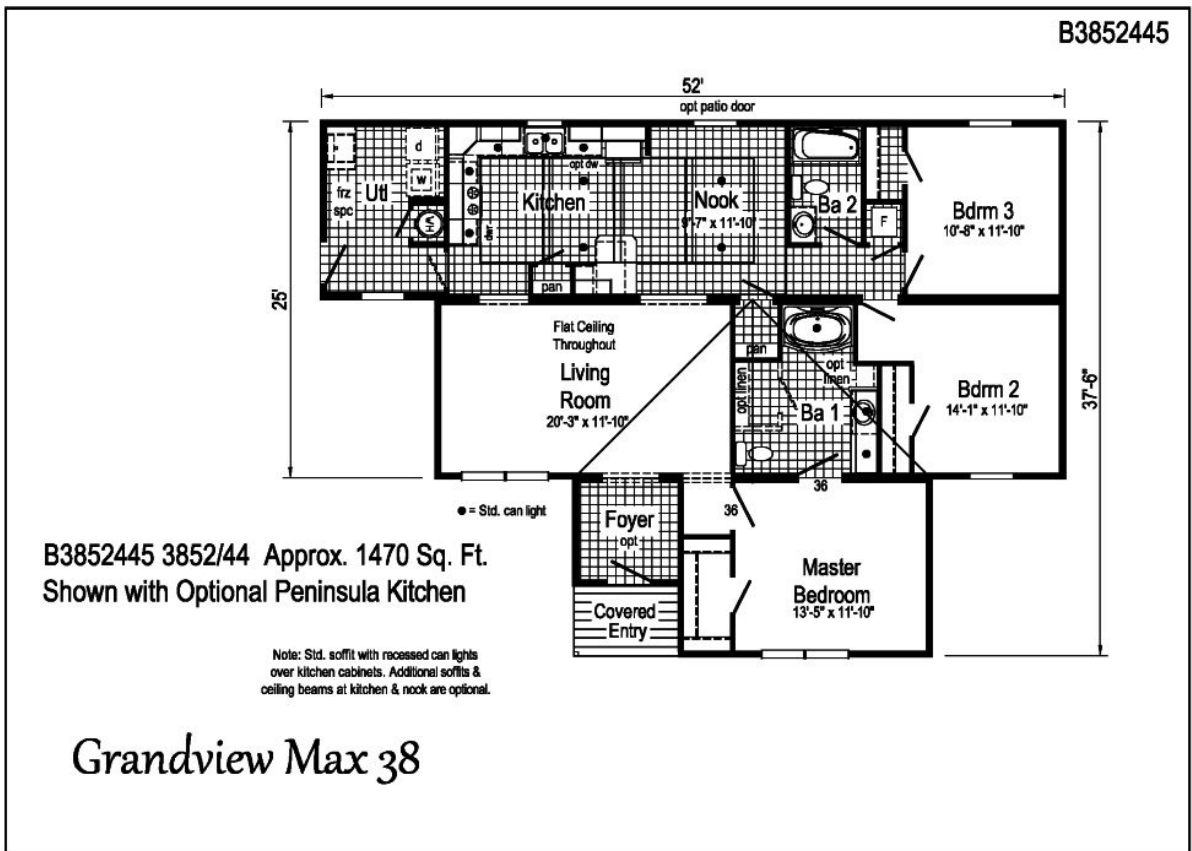 B3852445
52'
opt patio door
25'
37'-6"
d
w
frz
spc
Utl
WH
dwr
opt dw
Kitchen
Nook
9'-7" x 11'-10"
pan
Ba 2
F
Bdrm 3
10'-8" x 11'-10"
Flat Ceiling
Throughout
Living
Room
20'-3" x 11'-10"
pan
opt linen
opt
linen
Ba 1
Bdrm 2
14'-1" x 11'-10"
● = Std. can light
36
36
Foyer
opt
Master
Bedroom
13'-5" x 11'-10"
Covered
Entry
B3852445 3852/44 Approx. 1470 Sq. Ft.
Shown with Optional Peninsula Kitchen
Note: Std. soffit with recessed can lights
over kitchen cabinets. Additional soffits &
ceiling beams at kitchen & nook are optional.
Grandview Max 38